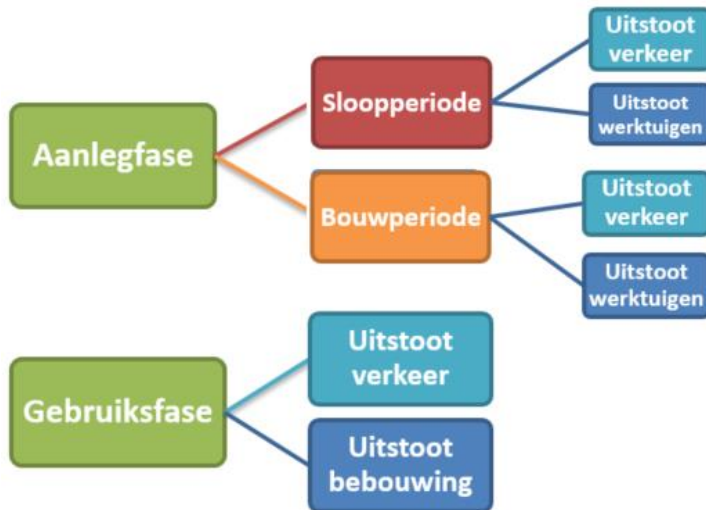 Aanlegfase
Sloopperiode
Uitstoot
verkeer
Uitstoot
werktuigen
Bouwperiode
Uitstoot
verkeer
Uitstoot
werktuigen
Gebruiksfase
Uitstoot
verkeer
Uitstoot
bebouwing